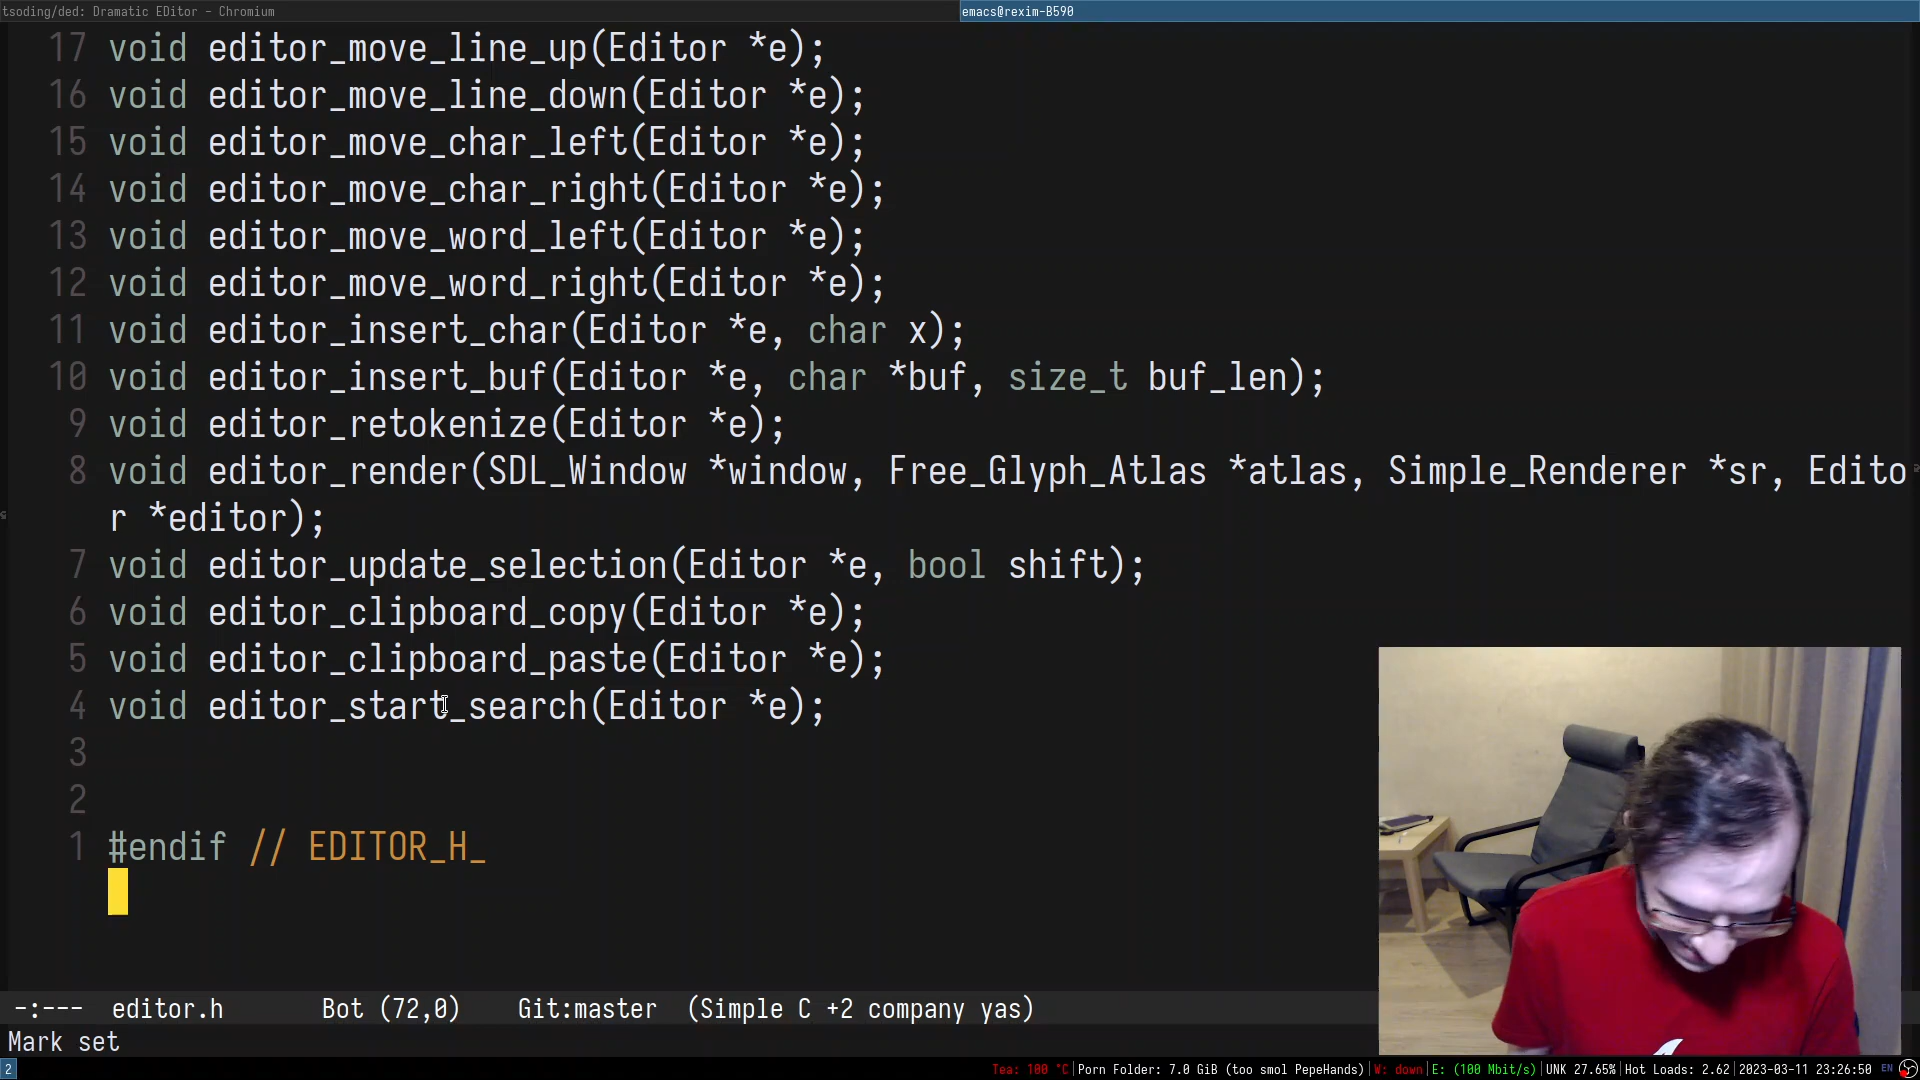 tsoding/ded: Dramatic EDitor - Chromium
emacs@rexim-B590
17 void editor_move_line_up(Editor *e);
16 void editor_move_line_down(Editor *e);
15 void editor_move_char_left(Editor *e);
14 void editor_move_char_right(Editor *e);
13 void editor_move_word_left(Editor *e);
12 void editor_move_word_right(Editor *e);
11 void editor_insert_char(Editor *e, char x);
10 void editor_insert_buf(Editor *e, char *buf, size_t buf_len);
9 void editor_retokenize(Editor *e);
8 void editor_render(SDL_Window *window, Free_Glyph_Atlas *atlas, Simple_Renderer *sr, Edito
r *editor);
7 void editor_update_selection(Editor *e, bool shift);
6 void editor_clipboard_copy(Editor *e);
5 void editor_clipboard_paste(Editor *e);
4 void editor_start_search(Editor *e);
3
2
1 #endif // EDITOR_H_
-:--- editor.h Bot (72,0) Git:master (Simple C +2 company yas)
Mark set
2 Tea: 100 °C|Porn Folder: 7.0 GiB (too smol PepeHands)|W: down|E: (100 Mbit/s)|UNK 27.65%|Hot Loads: 2.62|2023-03-11 23:26:50 EN